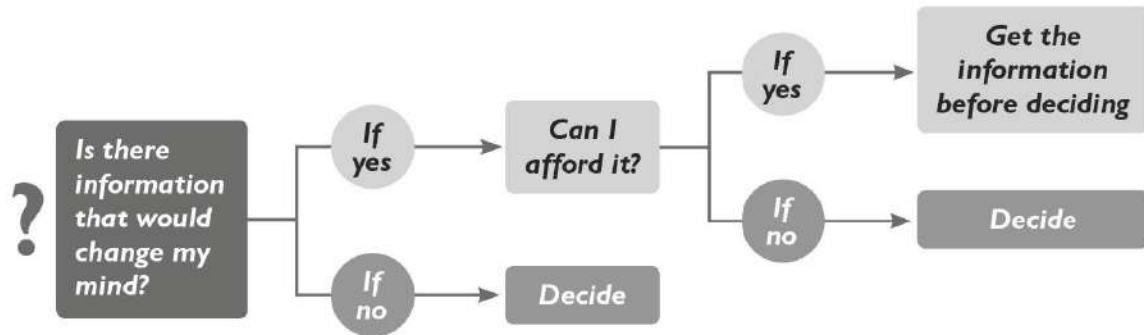 ?
Is there
information
that would
change my
mind?
If
yes
Can I
afford it?
If
yes
Get the
information
before deciding
If
no
Decide
If
no
Decide